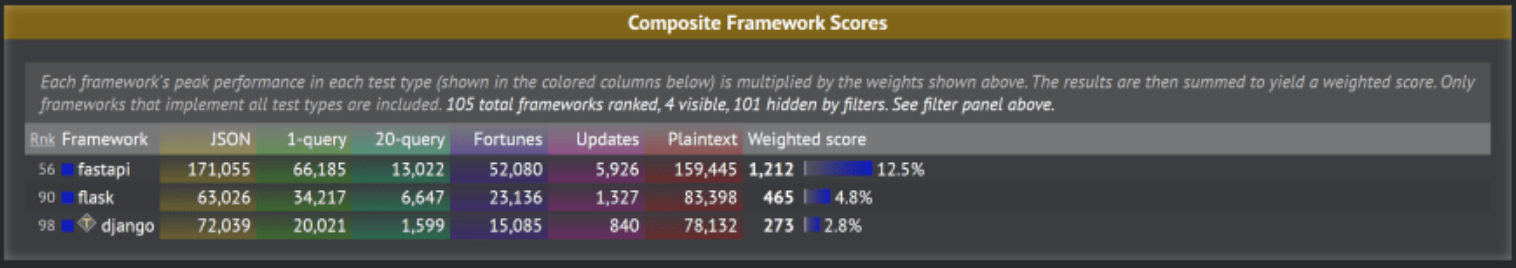 Composite Framework Scores
Each framework's peak performance in each test type (shown in the colored columns below) is multiplied by the weights shown above. The results are then summed to yield a weighted score. Only
frameworks that implement all test types are included. 105 total frameworks ranked, 4 visible, 101 hidden by filters. See filter panel above.
Rnk Framework JSON 1-query 20-query Fortunes Updates Plaintext Weighted score
56 fastapi 171,055 66,185 13,022 52,080 5,926 159,445 1,212 12.5%
90 flask 63,026 34,217 6,647 23,136 1,327 83,398 465 4.8%
98 T django 72,039 20,021 1,599 15,085 840 78,132 273 2.8%